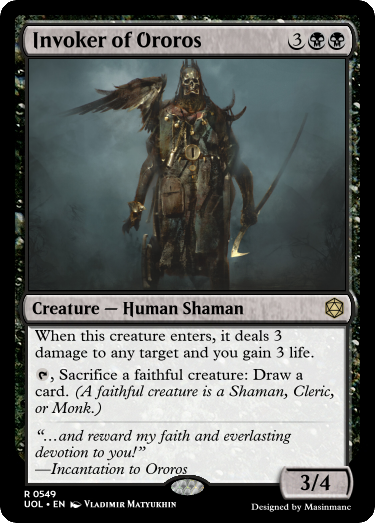 Invoker of Ororos 3
Creature — Human Shaman
When this creature enters, it deals 3
damage to any target and you gain 3 life.
, Sacrifice a faithful creature: Draw a
card. (A faithful creature is a Shaman, Cleric,
or Monk.)
“…and reward my faith and everlasting
devotion to you!”
—Incantation to Ororos
3/4
R 0549
UOL • EN Vladimir Matyukhin
Designed by Masinmanc